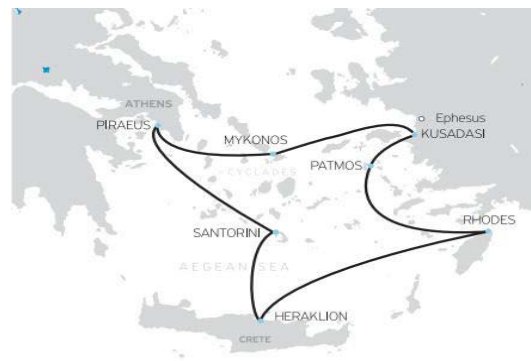 ATHENS
PIRAEUS
Ephesus
KUSADASI
MYKONOS
CYCLADES
PATMOS
SANTORINI
RHODES
AEGEAN SEA
HERAKLION
CRETE